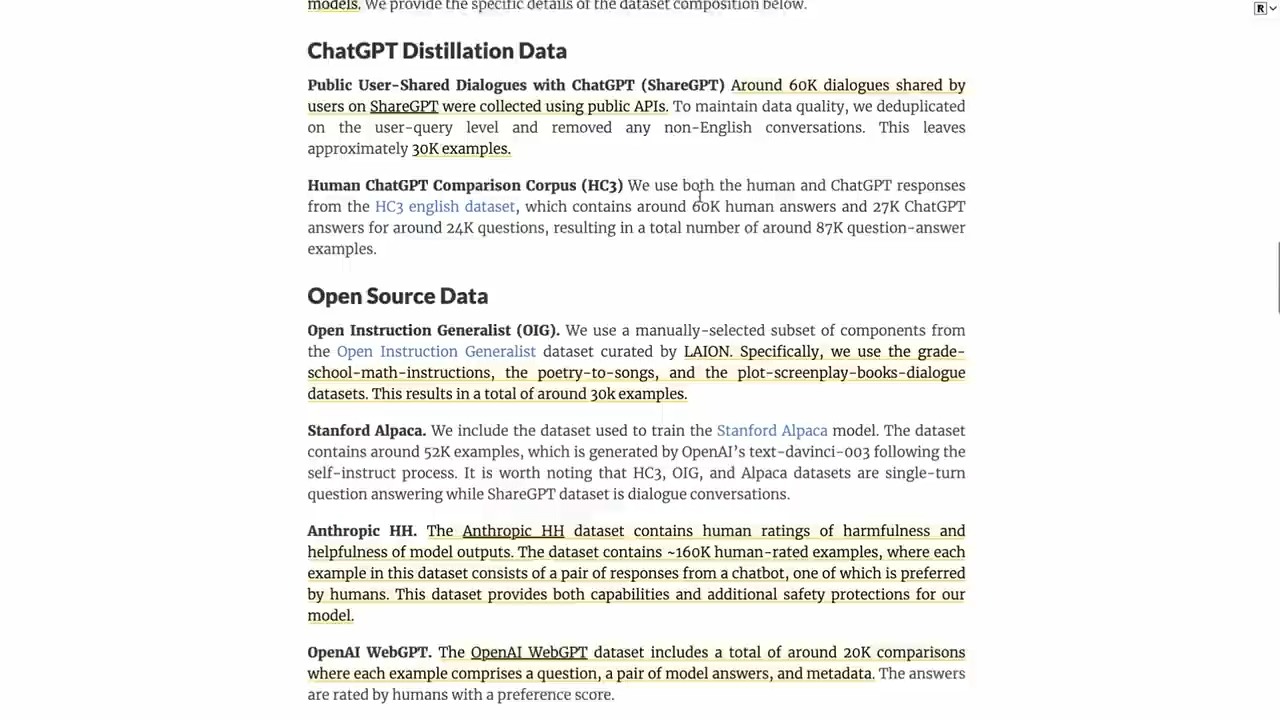 models. We provide the specific details of the dataset composition below.
ChatGPT Distillation Data
Public User-Shared Dialogues with ChatGPT (ShareGPT) Around 60K dialogues shared by
users on ShareGPT were collected using public APIs. To maintain data quality, we deduplicated
on the user-query level and removed any non-English conversations. This leaves
approximately 30K examples.
Human ChatGPT Comparison Corpus (HC3) We use both the human and ChatGPT responses
from the HC3 english dataset, which contains around 60K human answers and 27K ChatGPT
answers for around 24K questions, resulting in a total number of around 87K question-answer
examples.
Open Source Data
Open Instruction Generalist (OIG). We use a manually-selected subset of components from
the Open Instruction Generalist dataset curated by LAION. Specifically, we use the grade-
school-math-instructions, the poetry-to-songs, and the plot-screenplay-books-dialogue
datasets. This results in a total of around 30k examples.
Stanford Alpaca. We include the dataset used to train the Stanford Alpaca model. The dataset
contains around 52K examples, which is generated by OpenAI's text-davinci-003 following the
self-instruct process. It is worth noting that HC3, OIG, and Alpaca datasets are single-turn
question answering while ShareGPT dataset is dialogue conversations.
Anthropic HH. The Anthropic HH dataset contains human ratings of harmfulness and
helpfulness of model outputs. The dataset contains ~160K human-rated examples, where each
example in this dataset consists of a pair of responses from a chatbot, one of which is preferred
by humans. This dataset provides both capabilities and additional safety protections for our
model.
OpenAI WebGPT. The OpenAI WebGPT dataset includes a total of around 20K comparisons
where each example comprises a question, a pair of model answers, and metadata. The answers
are rated by humans with a preference score.
R